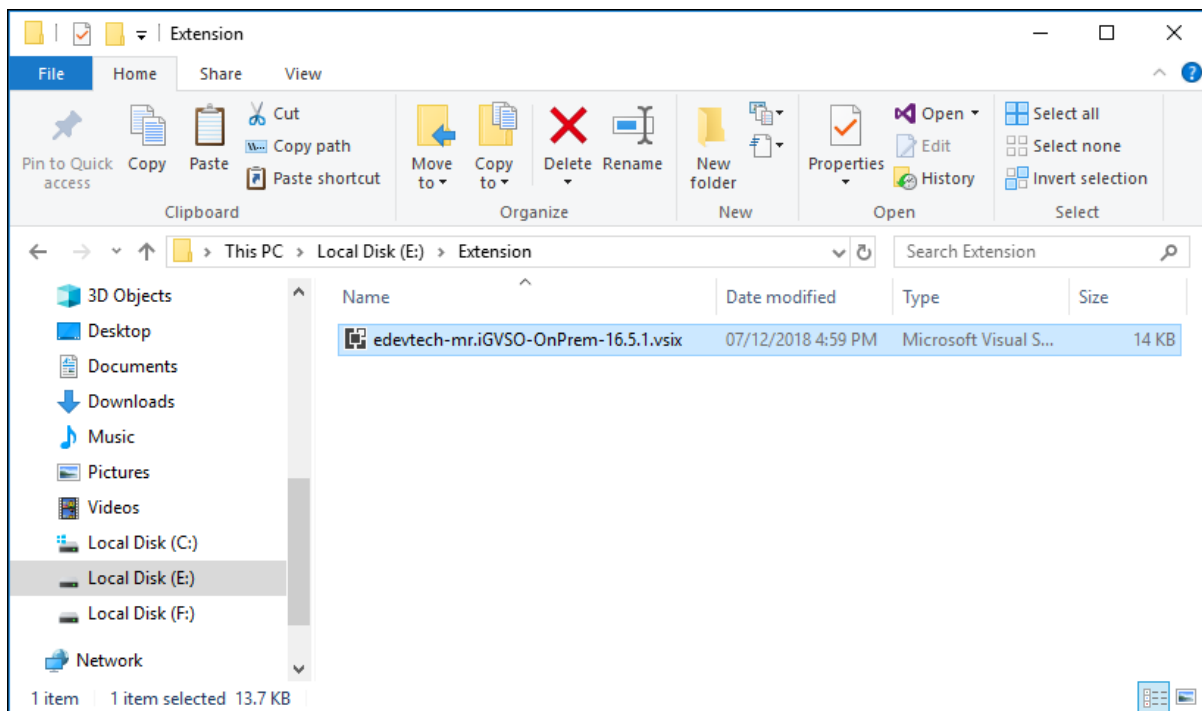 Extension
File Home Share View
Pin to Quick access
Copy
Paste
Cut
Copy path
Paste shortcut
Clipboard
Move to
Copy to
Delete
Rename
Organize
New folder
New
Properties
Open
Edit
History
Open
Select all
Select none
Invert selection
Select
This PC > Local Disk (E:) > Extension
Search Extension
3D Objects
Desktop
Documents
Downloads
Music
Pictures
Videos
Local Disk (C:)
Local Disk (E:)
Local Disk (F:)
Network
Name Date modified Type Size
edevtech-mr.iGVSO-OnPrem-16.5.1.vsix 07/12/2018 4:59 PM Microsoft Visual S... 14 KB
1 item 1 item selected 13.7 KB